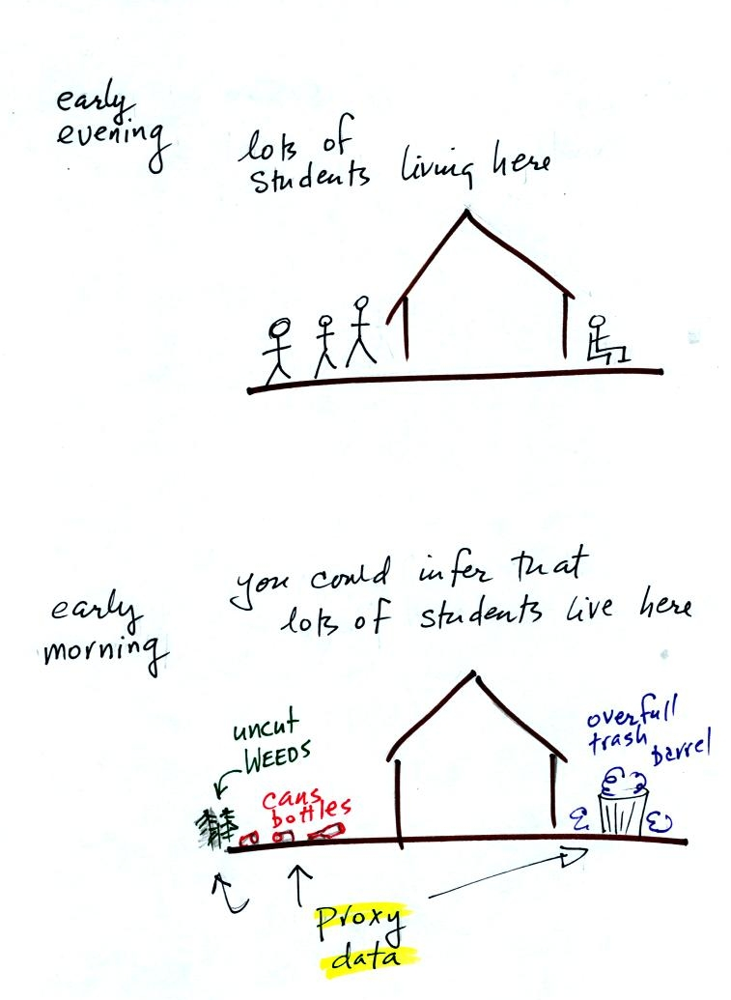 early
evening
lots of
students living here
you could infer that
lots of students live here
early
morning
uncut
WEEDS
cans
bottles
overfull
trash
barrel
Proxy
data